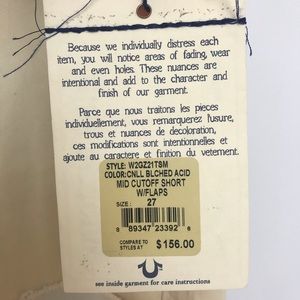 Because we individually distress each
item, you will notice areas of fading, wear
and even holes. These nuances are
intentional and add to the character and
finish of our garment.
Parce que nous traitons les pieces
individuellement, vous remarquerez l'usure,
trous et nuances de decoloration,
ces modifications sont intentionnelles et
ajoute au caractere et finition du vetement.
STYLE: W2GZ21TSM
COLOR:CNLL BLCHED ACID
MID CUTOFF SHORT
W/FLAPS
SIZE: 27
8 89347 23392 6
COMPARE TO
STYLES AT $156.00
see inside garment for care instructions